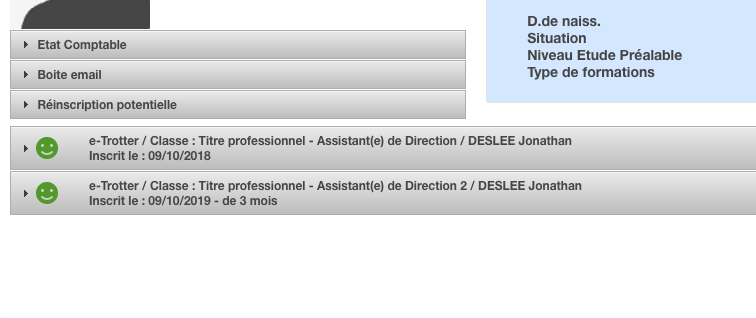 Etat Comptable
Boite email
Réinscription potentielle
D.de naiss.
Situation
Niveau Etude Préalable
Type de formations
e-Trotter / Classe : Titre professionnel - Assistant(e) de Direction / DESLEE Jonathan
Inscrit le : 09/10/2018
e-Trotter / Classe : Titre professionnel - Assistant(e) de Direction 2 / DESLEE Jonathan
Inscrit le : 09/10/2019 - de 3 mois